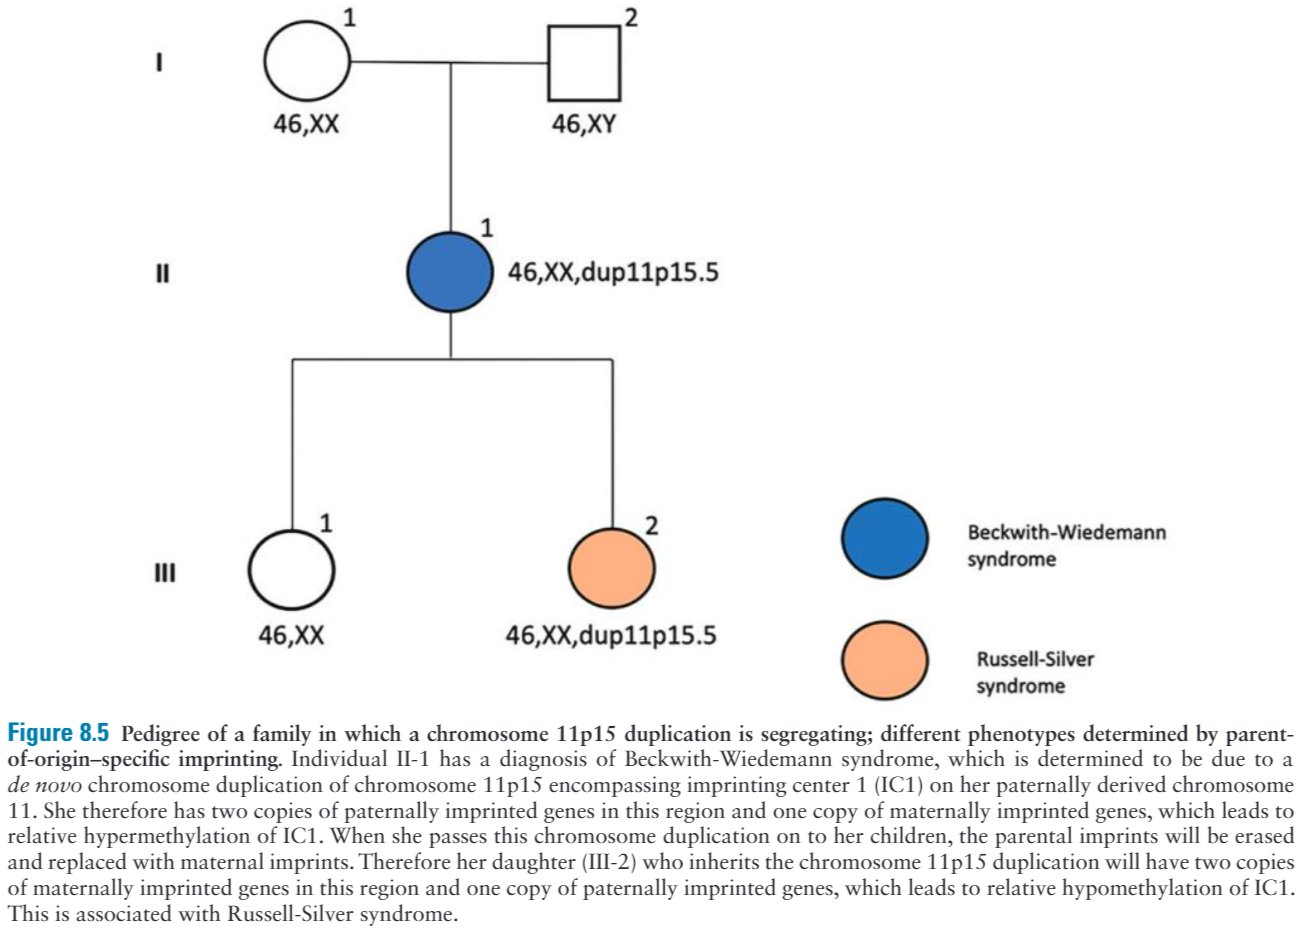 1
2
I
46,XX
46,XY
1
II
46,XX,dup11p15.5
1
2
III
46,XX
46,XX,dup11p15.5
Beckwith-Wiedemann
syndrome
Russell-Silver
syndrome
Figure 8.5 Pedigree of a family in which a chromosome 11p15 duplication is segregating; different phenotypes determined by parent-
of-origin–specific imprinting. Individual II-1 has a diagnosis of Beckwith-Wiedemann syndrome, which is determined to be due to a
de novo chromosome duplication of chromosome 11p15 encompassing imprinting center 1 (IC1) on her paternally derived chromosome
11. She therefore has two copies of paternally imprinted genes in this region and one copy of maternally imprinted genes, which leads to
relative hypermethylation of IC1. When she passes this chromosome duplication on to her children, the parental imprints will be erased
and replaced with maternal imprints. Therefore her daughter (III-2) who inherits the chromosome 11p15 duplication will have two copies
of maternally imprinted genes in this region and one copy of paternally imprinted genes, which leads to relative hypomethylation of IC1.
This is associated with Russell-Silver syndrome.